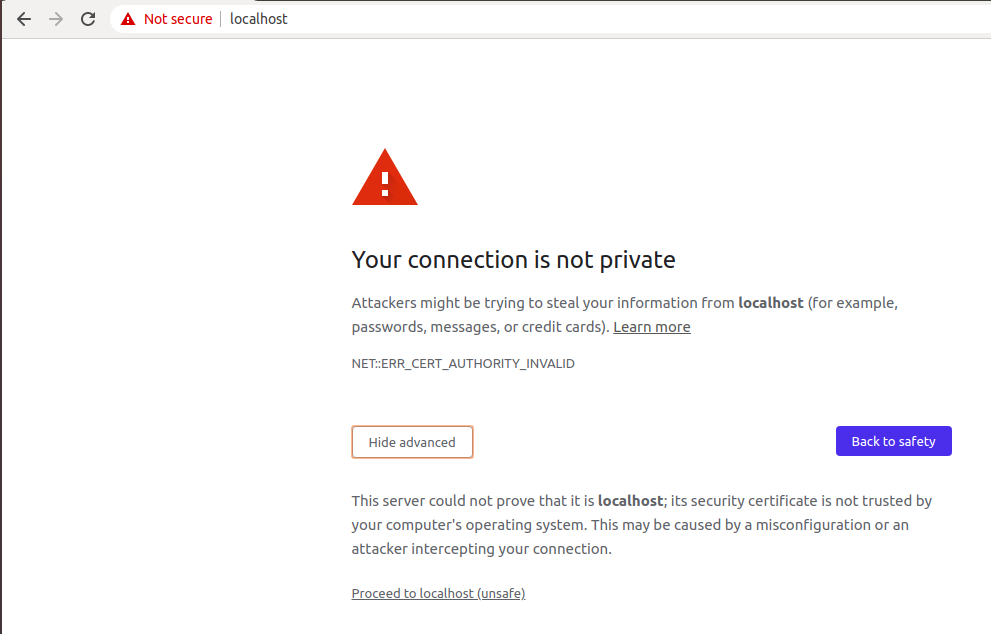 Not secure | localhost
Your connection is not private
Attackers might be trying to steal your information from localhost (for example,
passwords, messages, or credit cards). Learn more
NET::ERR_CERT_AUTHORITY_INVALID
Hide advanced
Back to safety
This server could not prove that it is localhost; its security certificate is not trusted by
your computer's operating system. This may be caused by a misconfiguration or an
attacker intercepting your connection.
Proceed to localhost (unsafe)